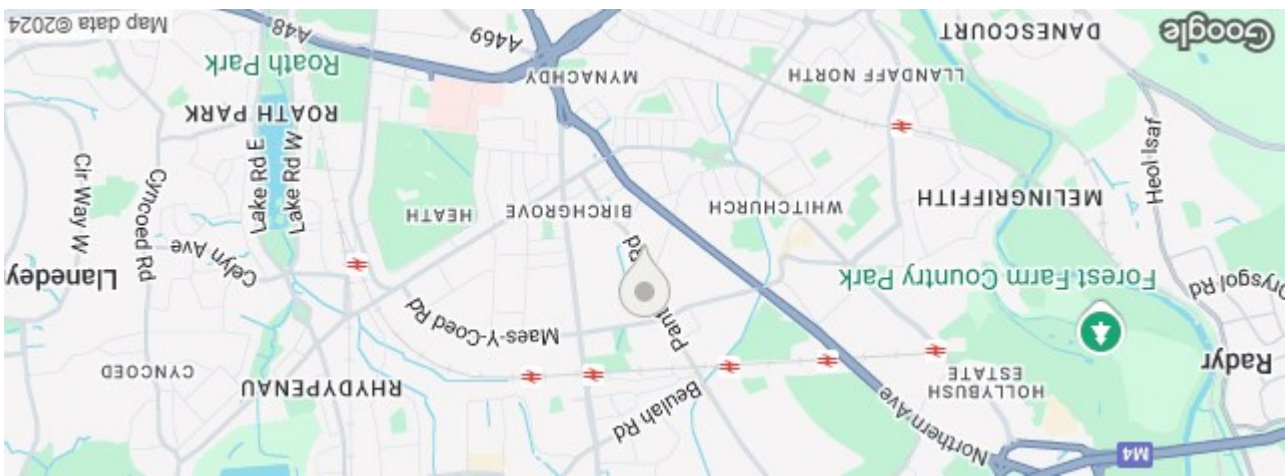 M4
Northern Ave
Beulah Rd
HOLLYBUSH
ESTATE
RHYDYPENAU
CYNCOED
Radyr
Pant
Rd
Maes-Y-Coed Rd
rysgol Rd
Forest Farm Country Park
Llanedey
Celyn Ave
Cyncoed Rd
Cir Way W
MELINGRIFFITH
WHITCHURCH
BIRCHGROVE
HEATH
Heol Isaf
Lake Rd W
Lake Rd E
ROATH PARK
LLANDAFF NORTH
MYNACHDY
Roath Park
DANESCOURT
A469
A48
Google
Map data ©2024